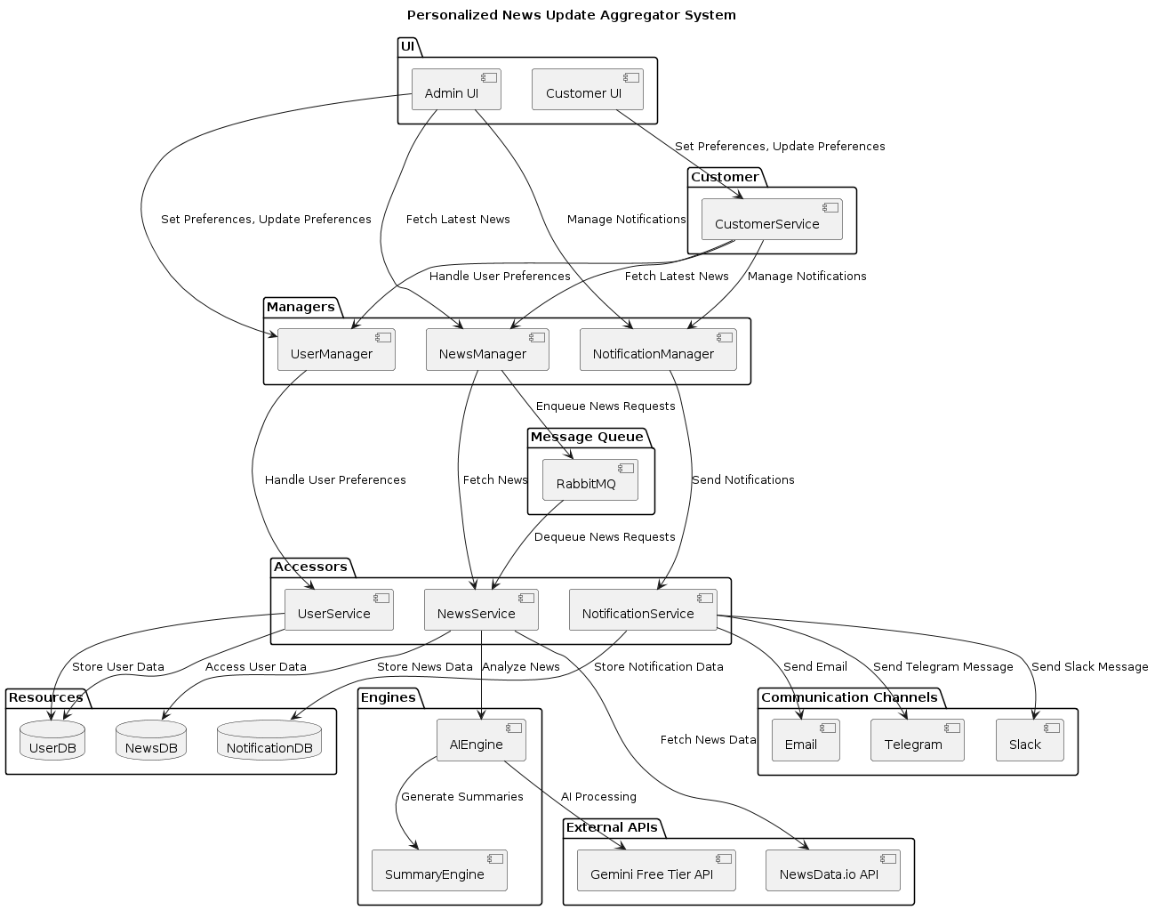 Personalized News Update Aggregator System
UI
Admin UI
Customer UI
Set Preferences, Update Preferences
Customer
CustomerService
Set Preferences, Update Preferences
Fetch Latest News
Manage Notifications
Handle User Preferences
Fetch Latest News
Manage Notifications
Managers
UserManager
NewsManager
NotificationManager
Enqueue News Requests
Message Queue
RabbitMQ
Handle User Preferences
Fetch News
Send Notifications
Dequeue News Requests
Accessors
UserService
NewsService
NotificationService
Store User Data
Access User Data
Store News Data
Analyze News
Store Notification Data
Send Email
Send Telegram Message
Send Slack Message
Resources
UserDB
NewsDB
NotificationDB
Engines
AIEngine
Fetch News Data
Communication Channels
Email
Telegram
Slack
Generate Summaries
AI Processing
External APIs
SummaryEngine
Gemini Free Tier API
NewsData.io API